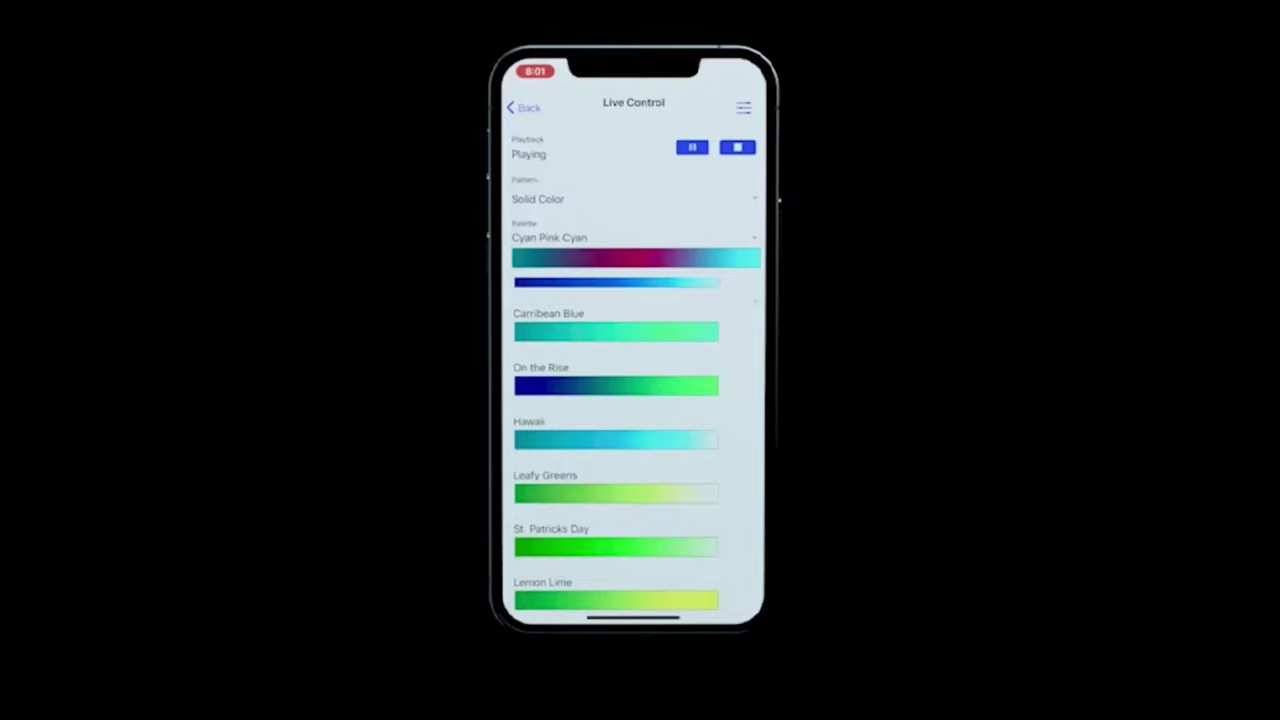 8:01
Back
Live Control
Playback
Playing
Pattern
Solid Color
Palette
Cyan Pink Cyan
Carribean Blue
On the Rise
Hawaii
Leafy Greens
St. Patricks Day
Lemon Lime